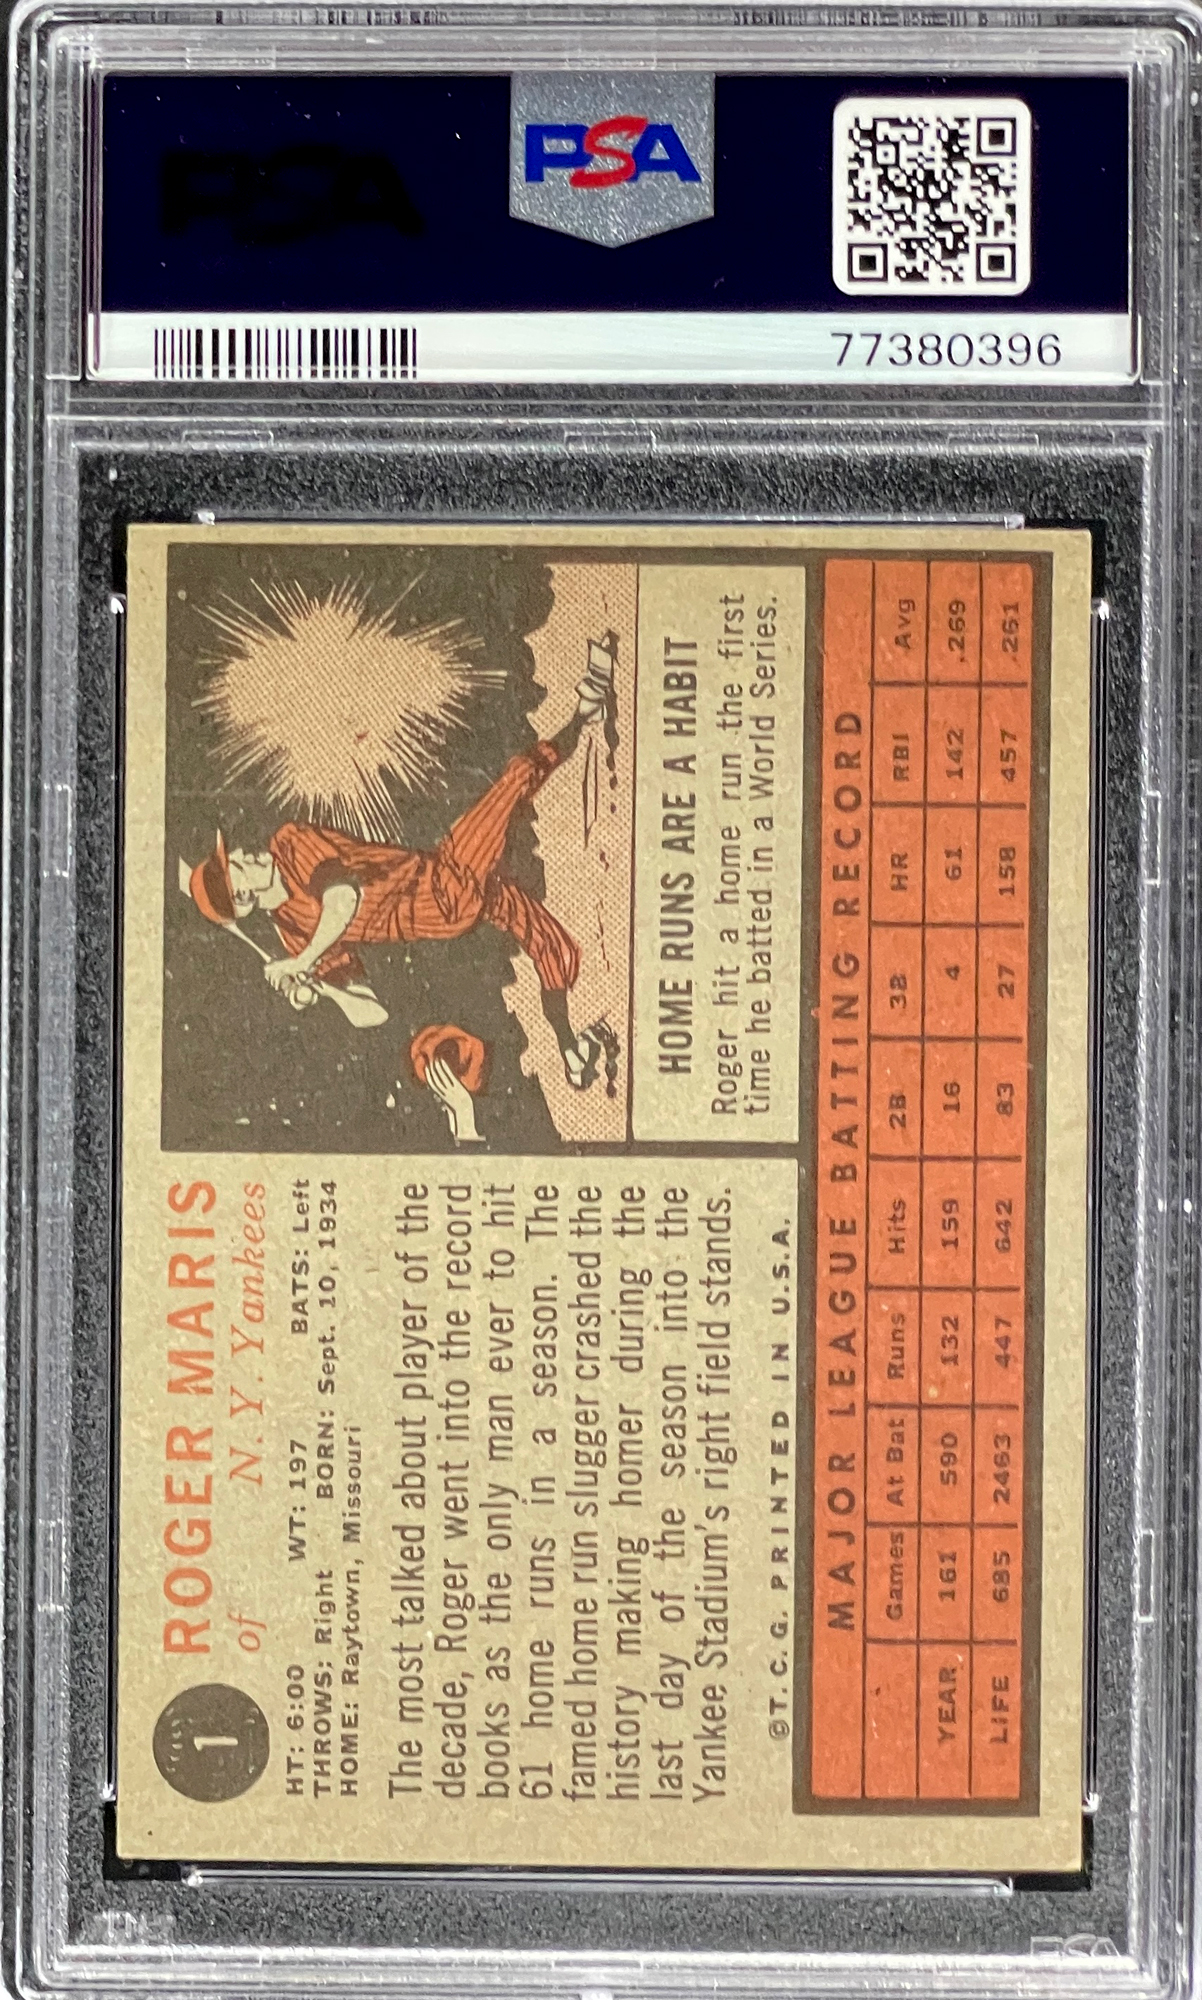 PSA
PSA
77380396
1
ROGER MARIS
of N. Y. Yankees
HT: 6:00 WT: 197 BATS: Left
THROWS: Right BORN: Sept. 10, 1934
HOME: Raytown, Missouri
The most talked about player of the
decade, Roger went into the record
books as the only man ever to hit
61 home runs in a season. The
famed home run slugger crashed the
history making homer during the
last day of the season into the
Yankee Stadium's right field stands.
©T. C. G. PRINTED IN U.S.A.
HOME RUNS ARE A HABIT
Roger hit a home run the first
time he batted in a World Series.
MAJOR LEAGUE BATTING RECORD
Games At Bat Runs Hits 2B 3B HR RBI Avg
YEAR 161 590 132 159 16 4 61 142 .269
LIFE 685 2463 447 642 83 27 158 457 .261
PSA